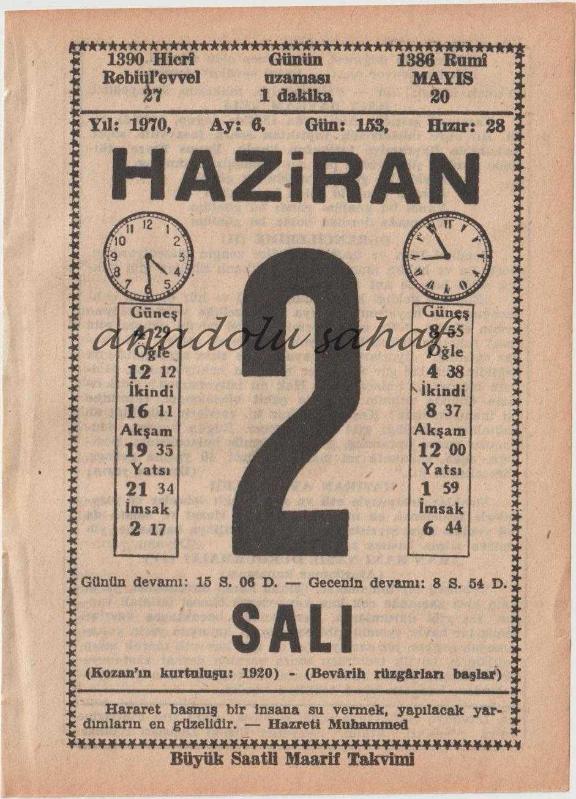 1390 Hicrî Günün 1386 Rumî
Rebiül'evvel uzaması MAYIS
27 1 dakika 20
Yıl: 1970, Ay: 6, Gün: 153, Hızır: 28
HAZiRAN
2
Güneş
4 29
Öğle
12 12
İkindi
16 11
Akşam
19 35
Yatsı
21 34
İmsak
2 17
Güneş
8 55
Öğle
4 38
İkindi
8 37
Akşam
12 00
Yatsı
1 59
İmsak
6 44
anadolu sahaf
Günün devamı: 15 S. 06 D. — Gecenin devamı: 8 S. 54 D.
SALI
(Kozan'ın kurtuluşu: 1920) - (Bevârih rüzgârları başlar)
Hararet basmış bir insana su vermek, yapılacak yar-
dımların en güzelidir. — Hazreti Muhammed
Büyük Saatli Maarif Takvimi